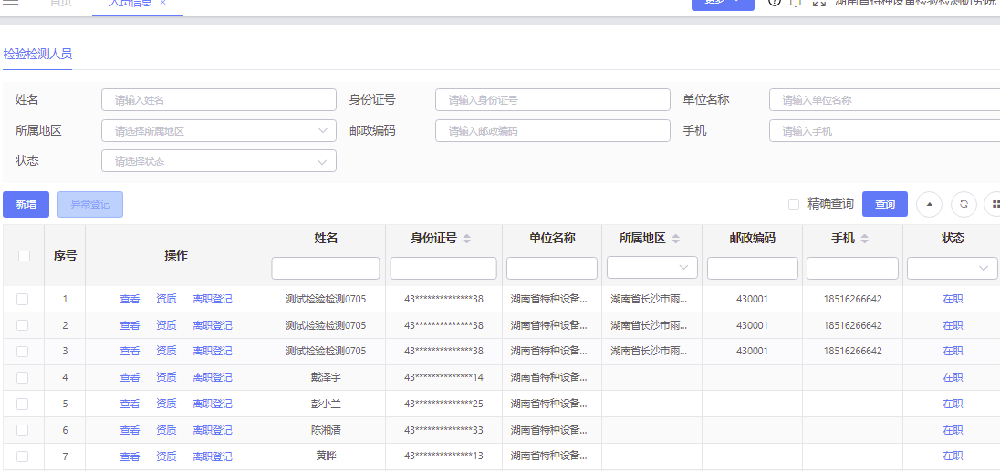 首页 人员信息 × 更多 湖南省特种设备检验检测研究院
检验检测人员
姓名 请输入姓名 身份证号 请输入身份证号 单位名称 请输入单位名称
所属地区 请选择所属地区 邮政编码 请输入邮政编码 手机 请输入手机
状态 请选择状态
新增 异常登记 精确查询 查询
序号 操作 姓名 身份证号 单位名称 所属地区 邮政编码 手机 状态
1 查看 资质 离职登记 测试检验检测0705 43**************38 湖南省特种设备... 湖南省长沙市雨... 430001 18516266642 在职
2 查看 资质 离职登记 测试检验检测0705 43**************38 湖南省特种设备... 湖南省长沙市雨... 430001 18516266642 在职
3 查看 资质 离职登记 测试检验检测0705 43**************38 湖南省特种设备... 湖南省长沙市雨... 430001 18516266642 在职
4 查看 资质 离职登记 戴泽宇 43**************14 湖南省特种设备... 在职
5 查看 资质 离职登记 彭小兰 43**************25 湖南省特种设备... 在职
6 查看 资质 离职登记 陈湘清 43**************33 湖南省特种设备... 在职
7 查看 资质 离职登记 黄晔 43**************13 湖南省特种设备... 在职